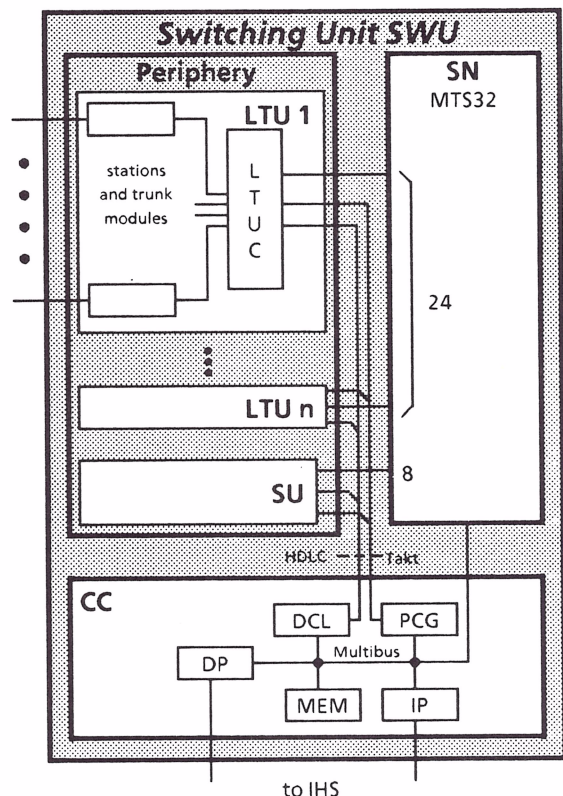 Switching Unit SWU
Periphery
SN
MTS32
LTU 1
stations
and trunk
modules
L
T
U
C
24
LTU n
SU
8
HDLC
Takt
CC
DCL
PCG
Multibus
DP
MEM
IP
to IHS